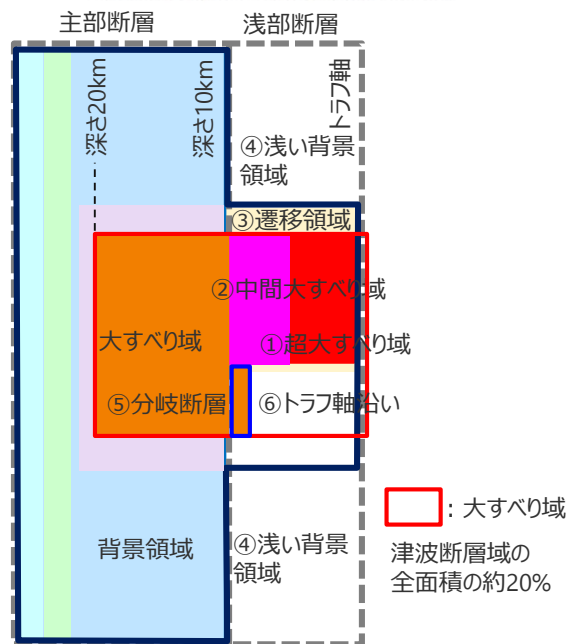 主部断層
浅部断層
深さ20km
深さ10km
トラフ軸
④浅い背景
領域
③遷移領域
②中間大すべり域
大すべり域
①超大すべり域
⑤分岐断層
⑥トラフ軸沿い
背景領域
④浅い背景
領域
：大すべり域
津波断層域の
全面積の約20%